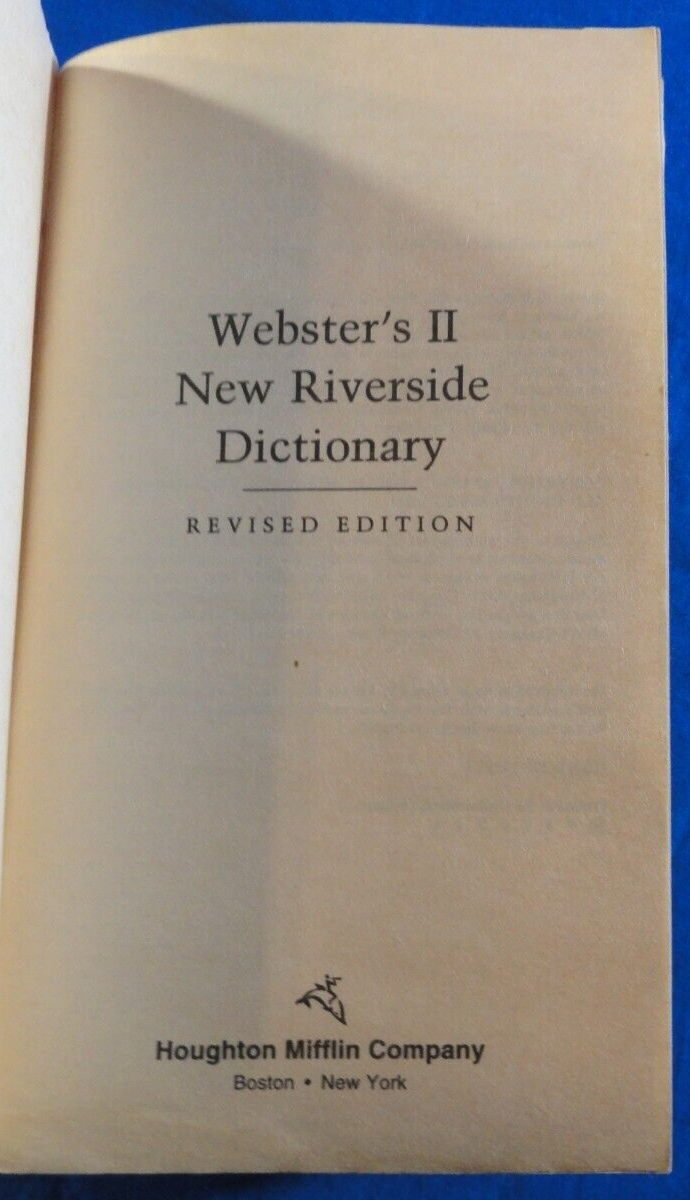 Webster's II
New Riverside
Dictionary
REVISED EDITION
Houghton Mifflin Company
Boston • New York